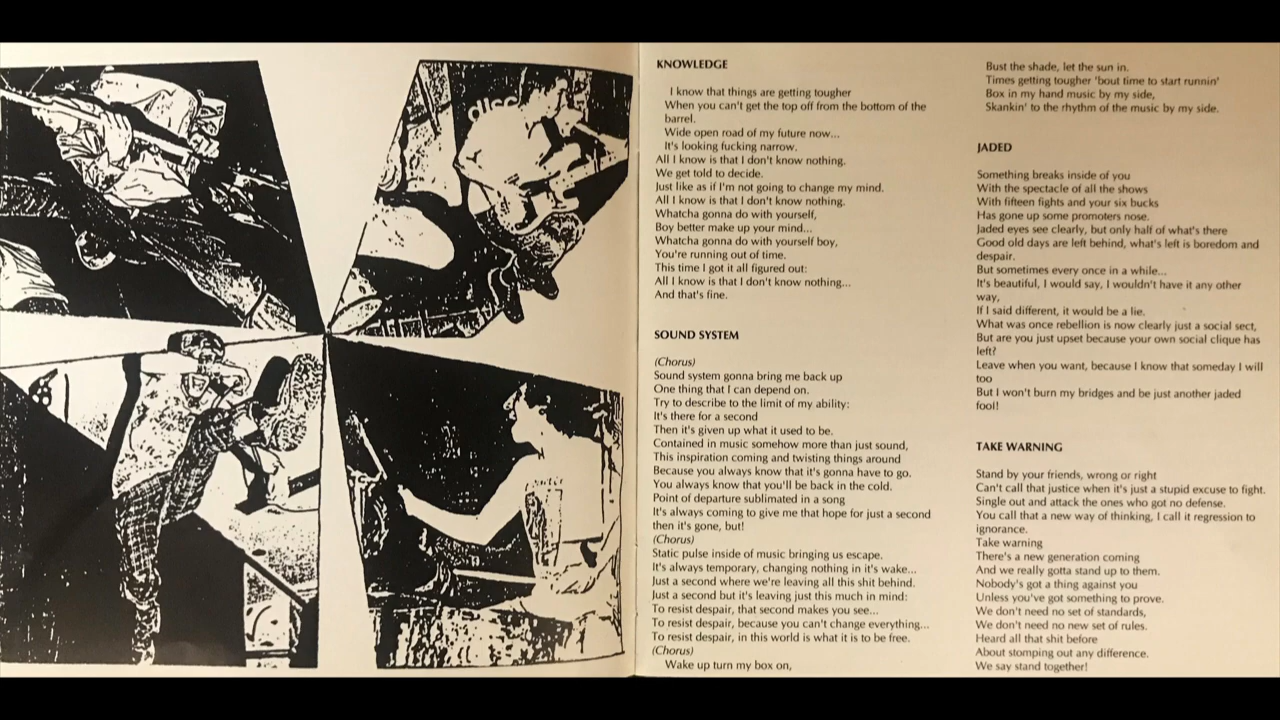 disc
KNOWLEDGE
I know that things are getting tougher
When you can't get the top off from the bottom of the
barrel.
Wide open road of my future now...
It's looking fucking narrow.
All I know is that I don't know nothing.
We get told to decide.
Just like as if I'm not going to change my mind.
All I know is that I don't know nothing.
Whatcha gonna do with yourself,
Boy better make up your mind...
Whatcha gonna do with yourself boy,
You're running out of time.
This time I got it all figured out:
All I know is that I don't know nothing...
And that's fine.
SOUND SYSTEM
(Chorus)
Sound system gonna bring me back up
One thing that I can depend on.
Try to describe to the limit of my ability:
It's there for a second
Then it's given up what it used to be.
Contained in music somehow more than just sound,
This inspiration coming and twisting things around
Because you always know that it's gonna have to go.
You always know that you'll be back in the cold.
Point of departure sublimated in a song
It's always coming to give me that hope for just a second
then it's gone, but!
(Chorus)
Static pulse inside of music bringing us escape.
It's always temporary, changing nothing in it's wake...
Just a second where we're leaving all this shit behind.
Just a second but it's leaving just this much in mind:
To resist despair, that second makes you see...
To resist despair, because you can't change everything...
To resist despair, in this world is what it is to be free.
(Chorus)
Wake up turn my box on,
Bust the shade, let the sun in.
Times getting tougher 'bout time to start runnin'
Box in my hand music by my side,
Skankin' to the rhythm of the music by my side.
JADED
Something breaks inside of you
With the spectacle of all the shows
With fifteen fights and your six bucks
Has gone up some promoters nose.
Jaded eyes see clearly, but only half of what's there
Good old days are left behind, what's left is boredom and
despair.
But sometimes every once in a while...
It's beautiful, I would say, I wouldn't have it any other
way,
If I said different, it would be a lie.
What was once rebellion is now clearly just a social sect,
But are you just upset because your own social clique has
left?
Leave when you want, because I know that someday I will
too
But I won't burn my bridges and be just another jaded
fool!
TAKE WARNING
Stand by your friends, wrong or right
Can't call that justice when it's just a stupid excuse to fight.
Single out and attack the ones who got no defense.
You call that a new way of thinking, I call it regression to
ignorance.
Take warning
There's a new generation coming
And we really gotta stand up to them.
Nobody's got a thing against you
Unless you've got something to prove.
We don't need no set of standards,
We don't need no new set of rules.
Heard all that shit before
About stomping out any difference.
We say stand together!